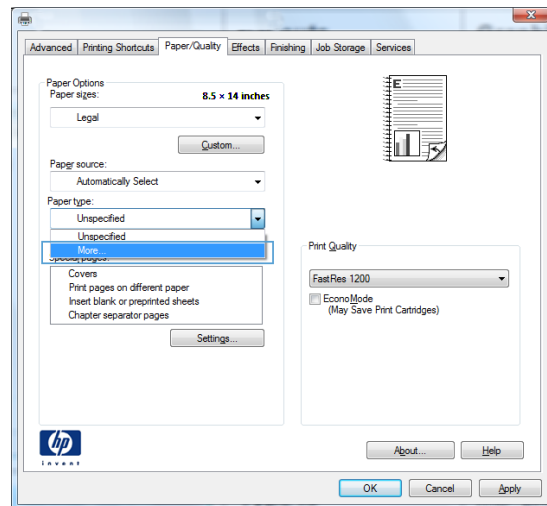 Advanced Printing Shortcuts Paper/Quality Effects Finishing Job Storage Services
Paper Options
Paper sizes: 8.5 × 14 inches
Legal
Custom...
Paper source:
Automatically Select
Paper type:
Unspecified
Unspecified
More...
Special pages:
Covers
Print pages on different paper
Insert blank or preprinted sheets
Chapter separator pages
Settings...
E
Print Quality
FastRes 1200
EconoMode
(May Save Print Cartridges)
hp
invent
About... Help
OK Cancel Apply